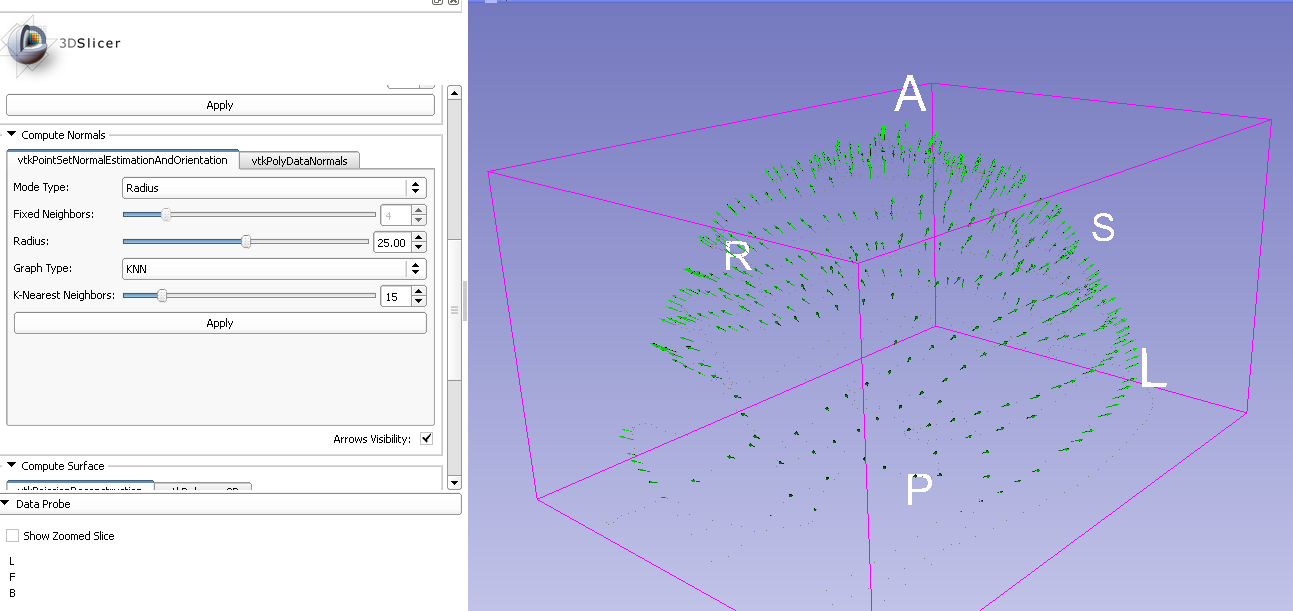 3DSlicer
Apply
Compute Normals
vtkPointSetNormalEstimationAndOrientation
vtkPolyDataNormals
Mode Type:
Radius
Fixed Neighbors:
4
Radius:
25.00
Graph Type:
KNN
K-Nearest Neighbors:
15
Apply
Arrows Visibility:
Compute Surface
Data Probe
Show Zoomed Slice
L
F
B
A
S
R
L
P